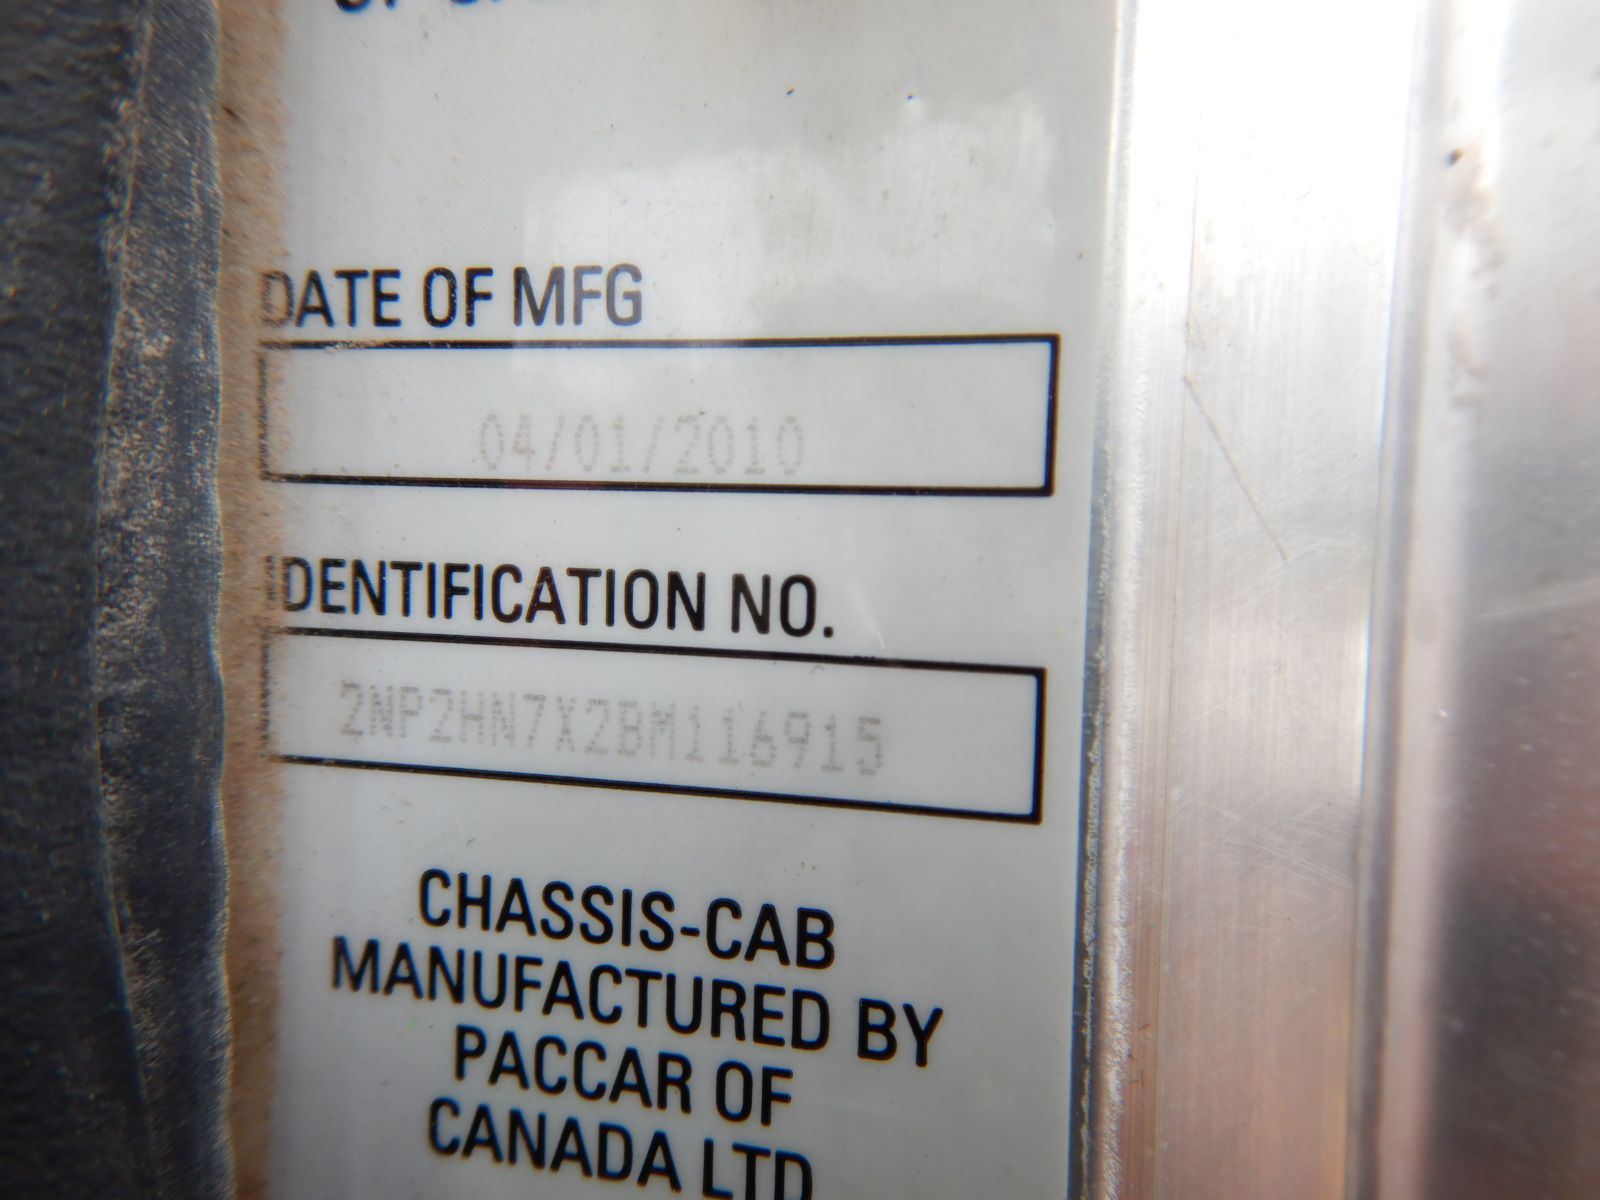 DATE OF MFG
04/01/2010
IDENTIFICATION NO.
2NP2HN7X2BM116915
CHASSIS-CAB
MANUFACTURED BY
PACCAR OF
CANADA LTD